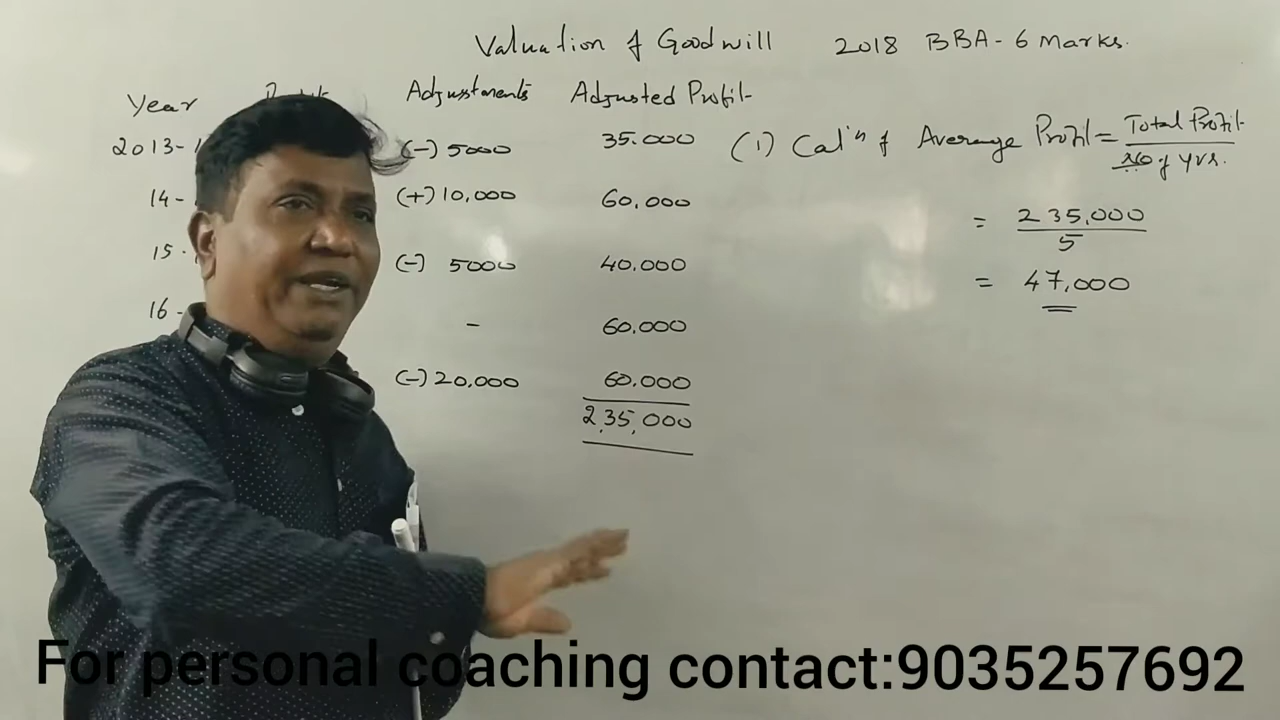 Valuation of Goodwill 2018 BBA - 6 Marks.
Year Adjustments Adjusted Profit
2013- (-) 5000 35.000
14- (+) 10,000 60,000
15- (-) 5000 40.000
16- - 60.000
(-) 20,000 60.000
2,35,000
(1) Cal'n of Average Profit = Total Profit
No of yrs.
= 235,000
5
= 47,000
For personal coaching contact:9035257692